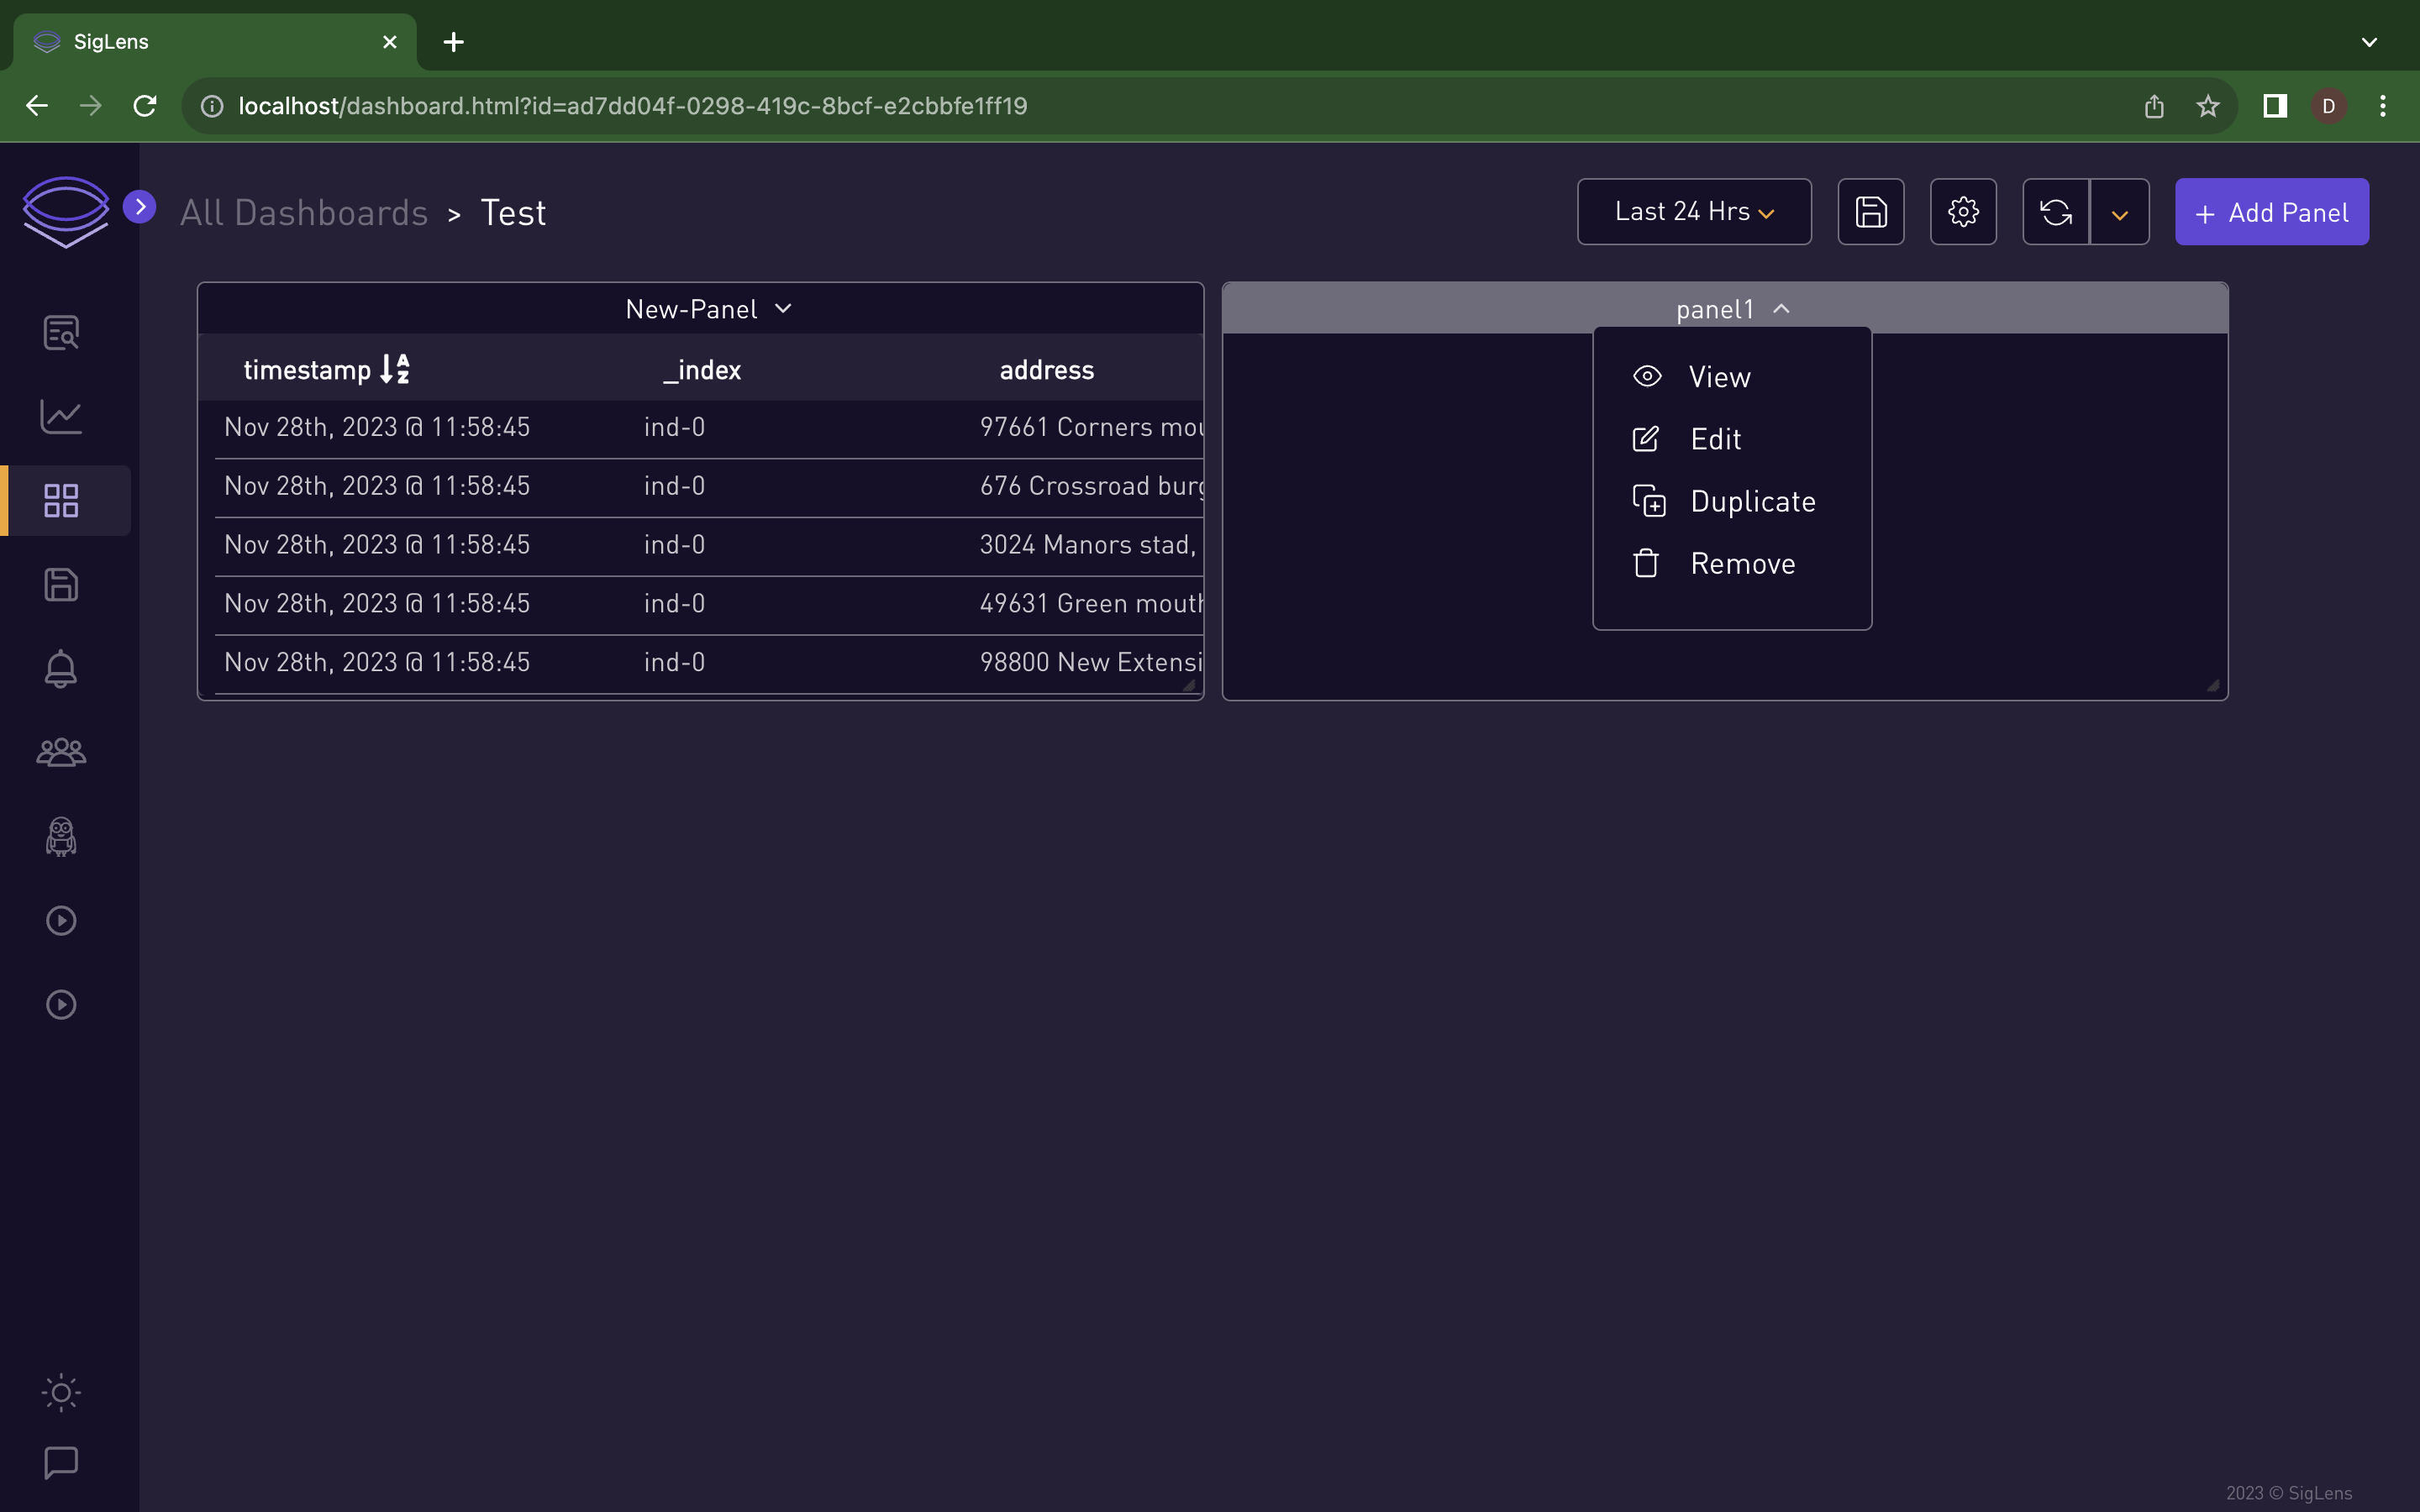 SigLens
localhost/dashboard.html?id=ad7dd04f-0298-419c-8bcf-e2cbbfe1ff19
D
All Dashboards > Test
Last 24 Hrs
+ Add Panel
New-Panel
timestamp _index address
Nov 28th, 2023 @ 11:58:45 ind-0 97661 Corners mou
Nov 28th, 2023 @ 11:58:45 ind-0 676 Crossroad burg
Nov 28th, 2023 @ 11:58:45 ind-0 3024 Manors stad,
Nov 28th, 2023 @ 11:58:45 ind-0 49631 Green mouth
Nov 28th, 2023 @ 11:58:45 ind-0 98800 New Extensi
panel1
View
Edit
Duplicate
Remove
2023 © SigLens